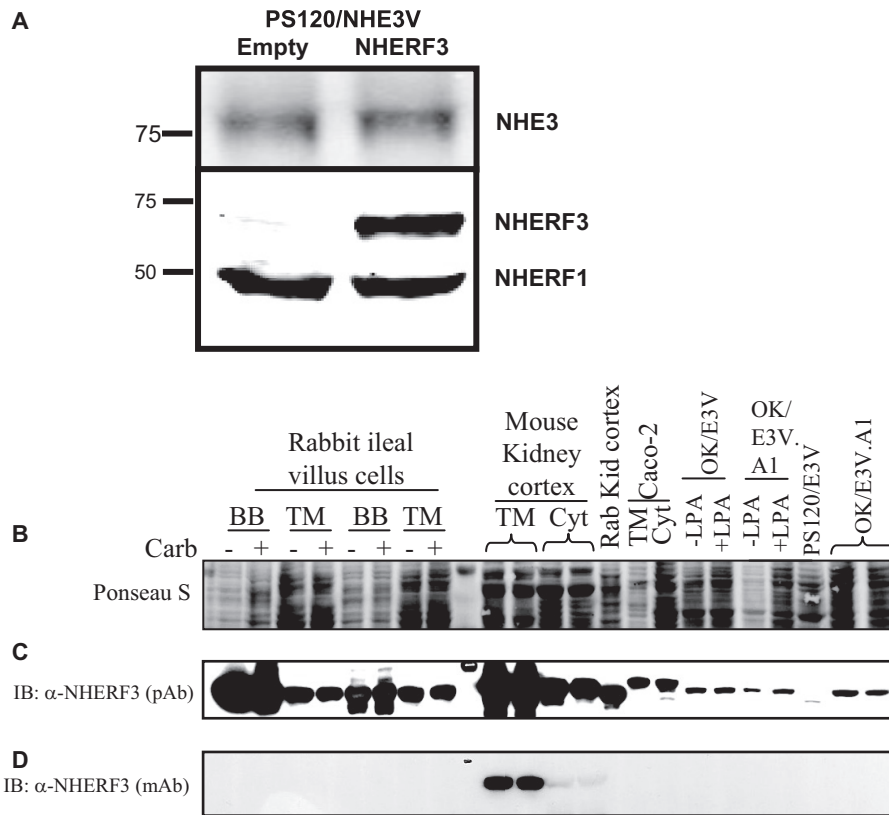 A
PS120/NHE3V
Empty NHERF3
75
NHE3
75
NHERF3
50
NHERF1
Rabbit ileal
villus cells
Mouse
Kidney
cortex
Rab Kid cortex
Caco-2
OK/E3V
OK/
E3V.
A1
PS120/E3V
OK/E3V.A1
BB TM BB TM
TM Cyt
TM
Cyt
-LPA
+LPA
-LPA
+LPA
B
Carb - + - + - + - +
Ponseau S
C
IB: α-NHERF3 (pAb)
D
IB: α-NHERF3 (mAb)